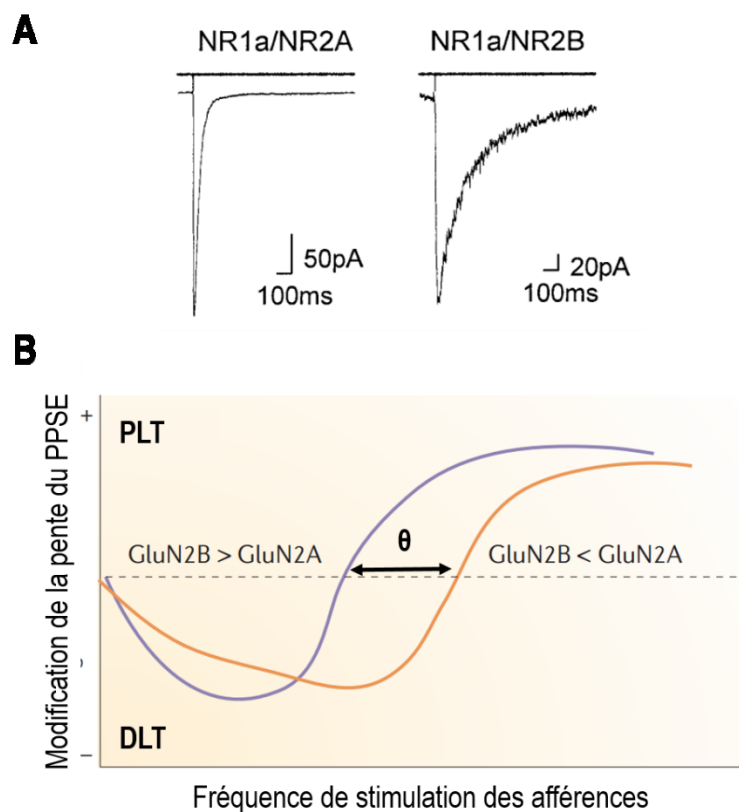 A
NR1a/NR2A
NR1a/NR2B
50pA
100ms
20pA
100ms
B
Modification de la pente du PPSE
+
PLT
GluN2B > GluN2A
θ
GluN2B < GluN2A
DLT
–
Fréquence de stimulation des afférences